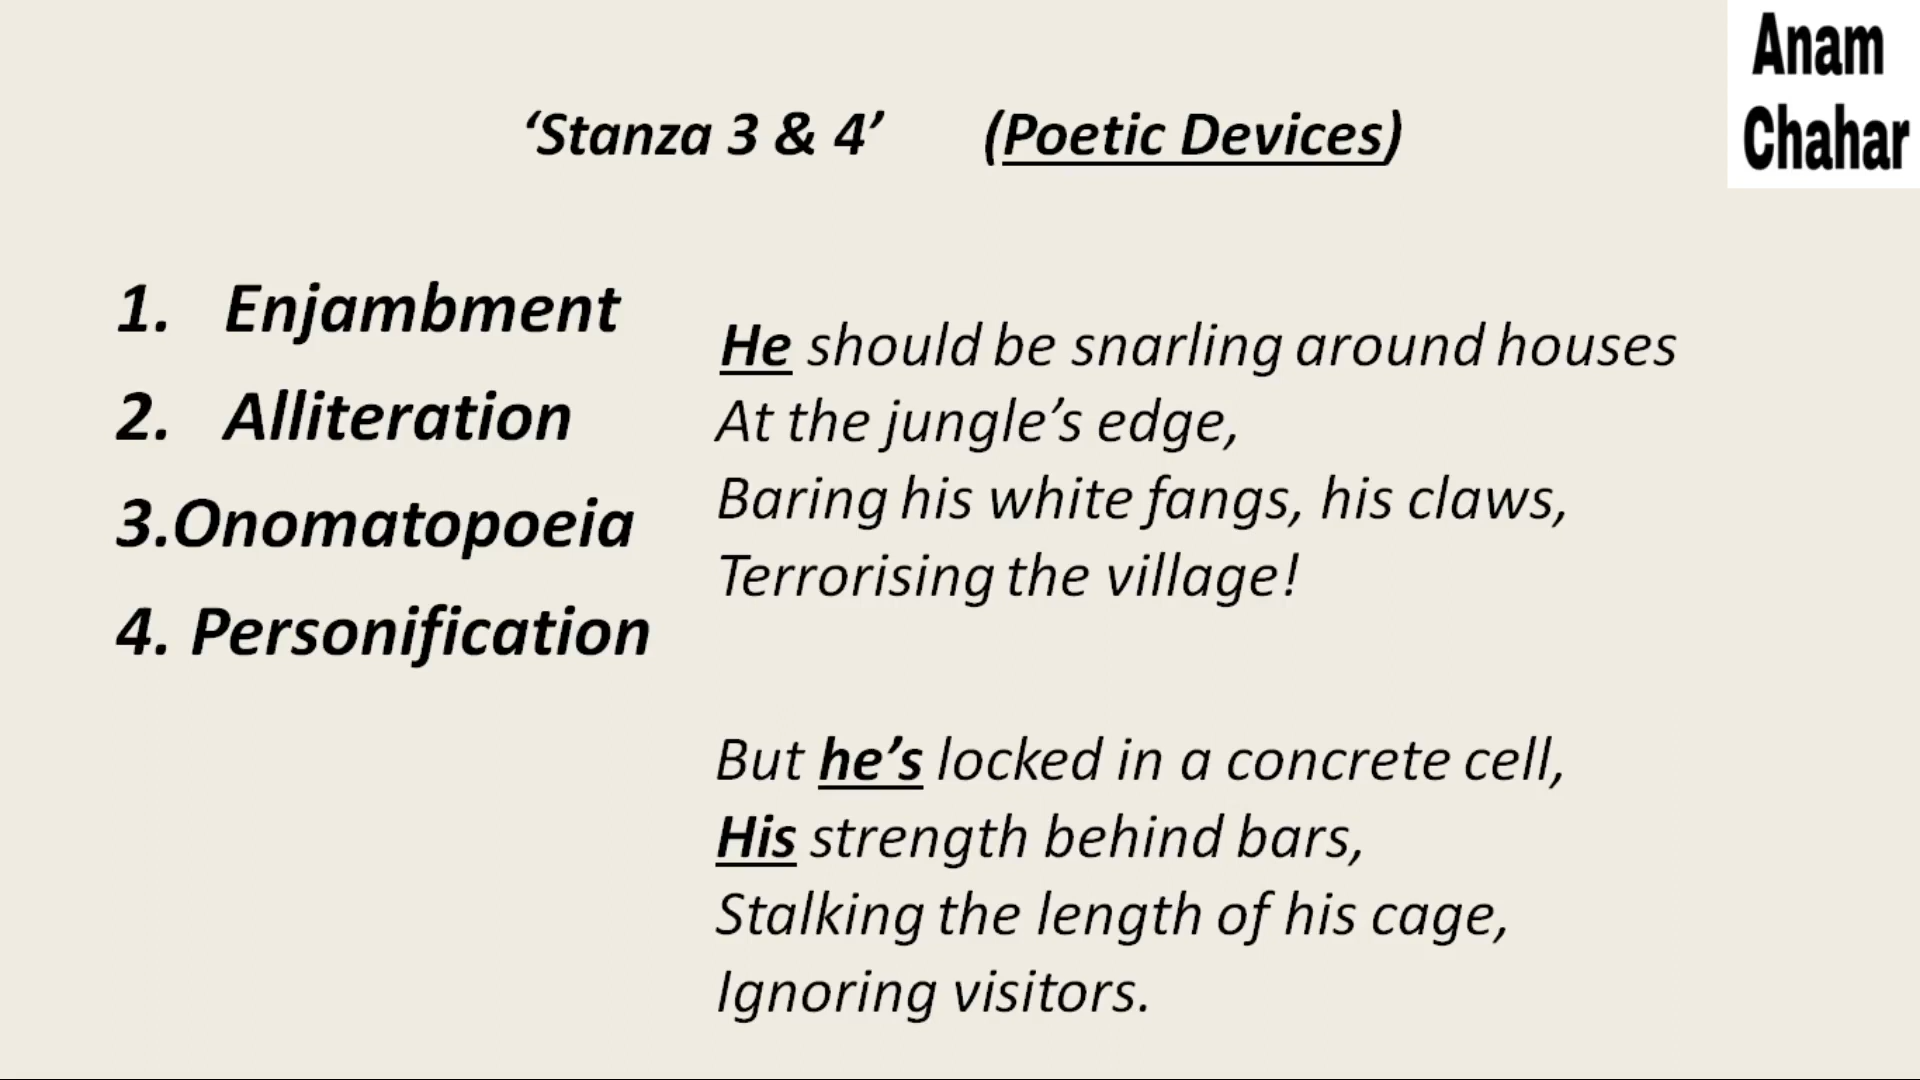 Anam
Chahar
‘Stanza 3 & 4’ (Poetic Devices)
1. Enjambment
2. Alliteration
3.Onomatopoeia
4. Personification
He should be snarling around houses
At the jungle’s edge,
Baring his white fangs, his claws,
Terrorising the village!
But he’s locked in a concrete cell,
His strength behind bars,
Stalking the length of his cage,
Ignoring visitors.